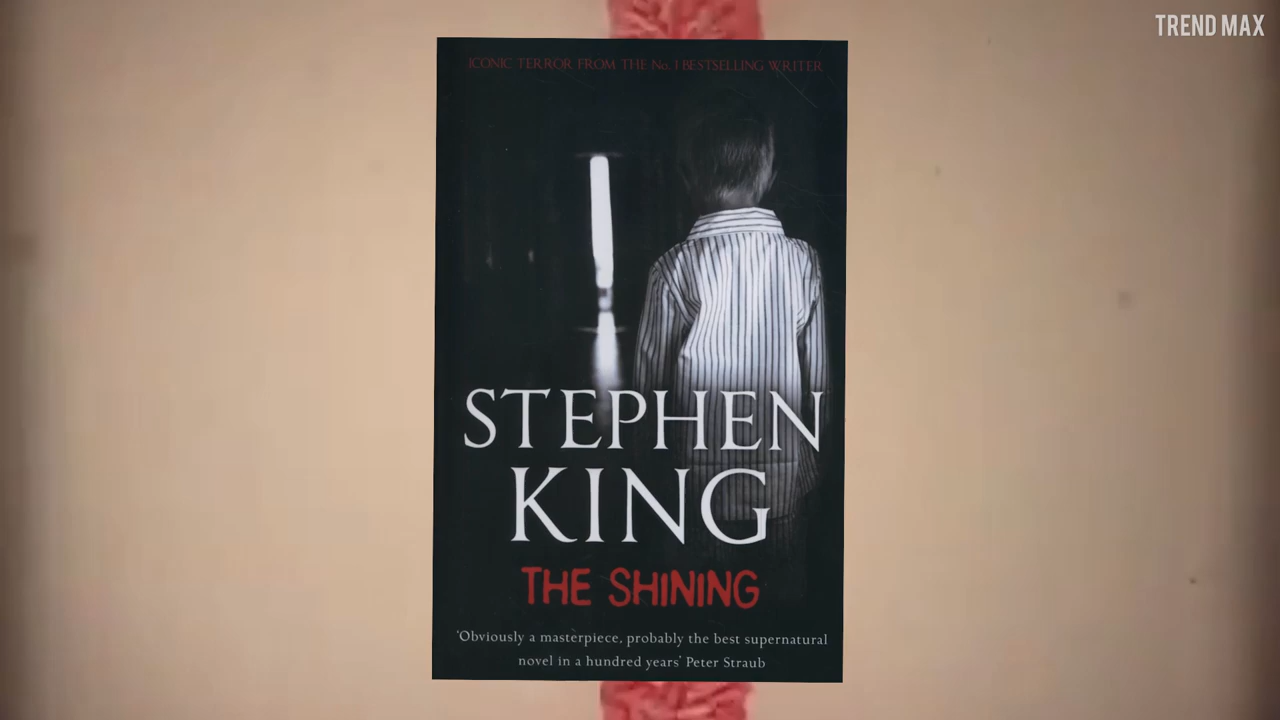 TREND MAX
ICONIC TERROR FROM THE No. 1 BESTSELLING WRITER
STEPHEN
KING
THE SHINING
'Obviously a masterpiece, probably the best supernatural
novel in a hundred years' Peter Straub